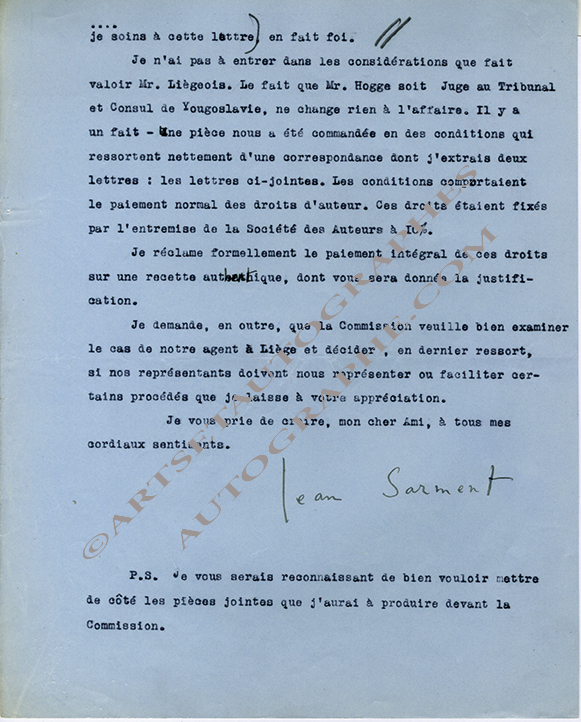 ....
je soins à cette lettre) en fait foi. //
Je n'ai pas à entrer dans les considérations que fait
valoir Mr. Liègeois. Le fait que Mr. Hogge soit Juge au Tribunal
et Consul de Yougoslavie, ne change rien à l'affaire. Il y a
un fait - Une pièce nous a été commandée en des conditions qui
ressortent nettement d'une correspondance dont j'extrais deux
lettres : les lettres ci-jointes. Les conditions comportaient
le paiement normal des droits d'auteur. Ces droits étaient fixés
par l'entremise de la Société des Auteurs à I0%.
Je réclame formellement le paiement intégral de ces droits
sur une recette authentique, dont vous sera donnée la justifi-
cation.
Je demande, en outre, que la Commission veuille bien examiner
le cas de notre agent à Liège et décider, en dernier ressort,
si nos représentants doivent nous représenter ou faciliter cer-
tains procédés que je laisse à votre appréciation.
Je vous prie de croire, mon cher Ami, à tous mes
cordiaux sentiments.
Jean Sarment
P.S. Je vous serais reconnaissant de bien vouloir mettre
de côté les pièces jointes que j'aurai à produire devant la
Commission.
©ARTSETAUTOGRAPHES
AUTOGRAPHE.COM